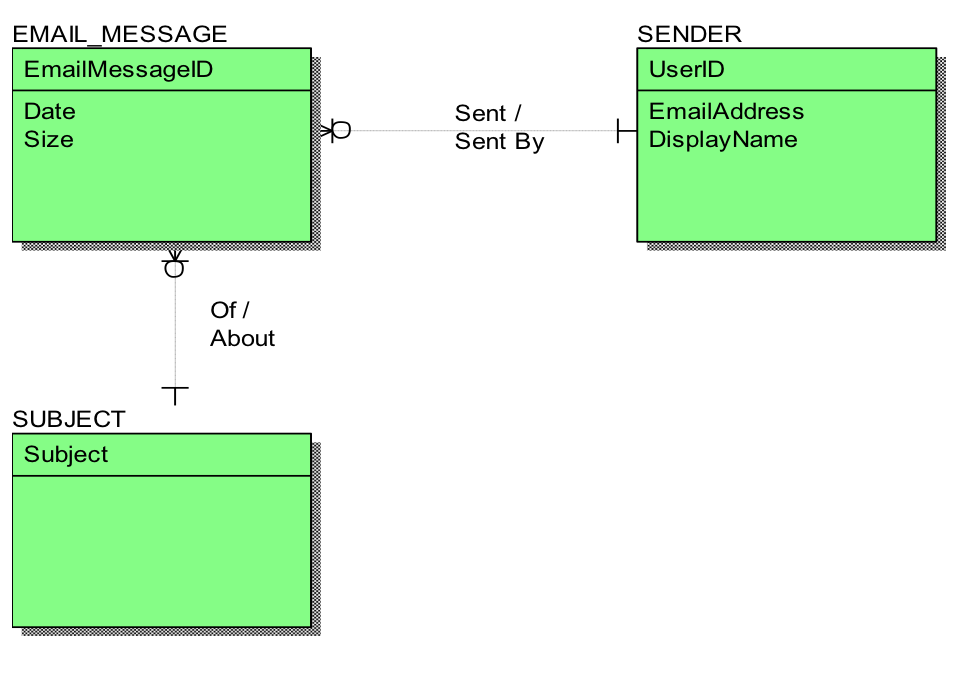 EMAIL_MESSAGE
EmailMessageID
Date
Size
Sent /
Sent By
SENDER
UserID
EmailAddress
DisplayName
Of /
About
SUBJECT
Subject